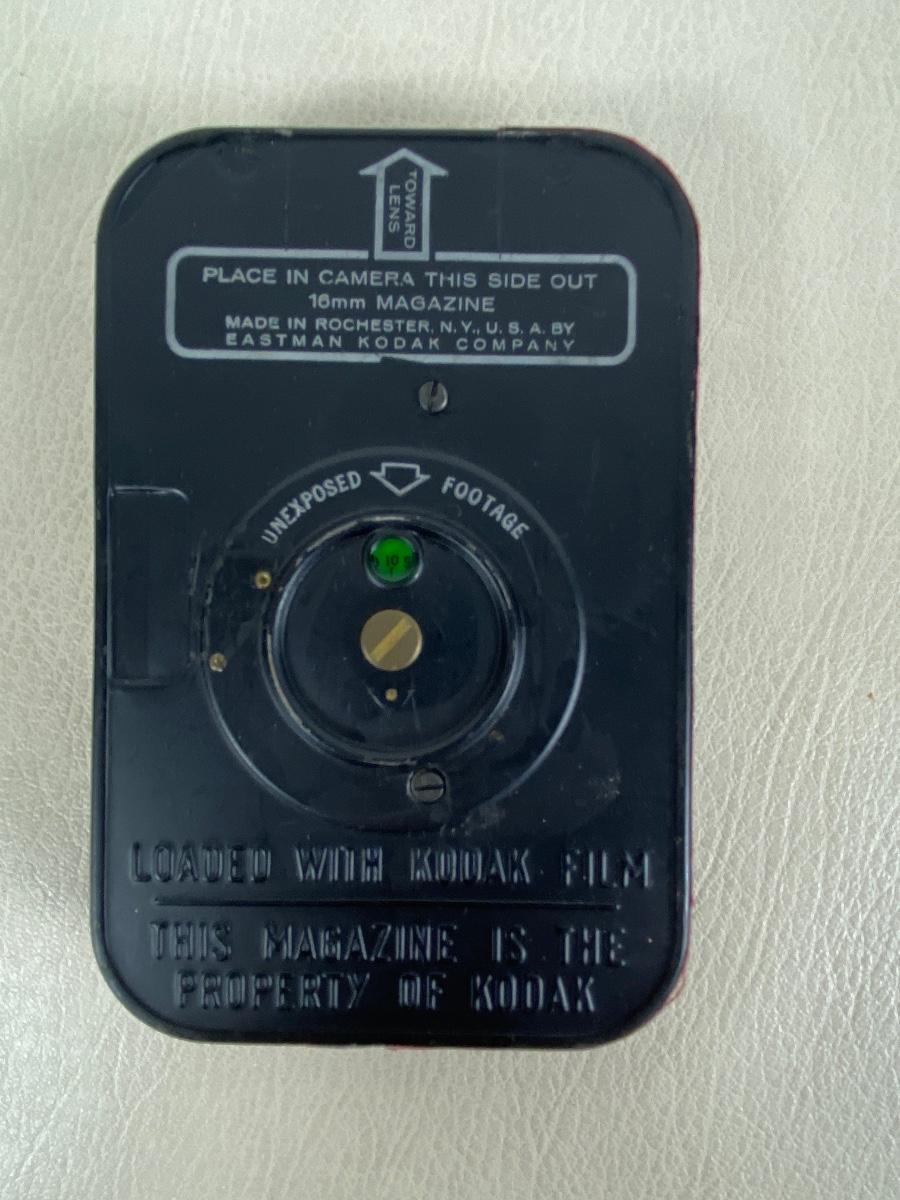 TOWARD
LENS
PLACE IN CAMERA THIS SIDE OUT
16mm MAGAZINE
MADE IN ROCHESTER, N.Y., U.S.A. BY
EASTMAN KODAK COMPANY
UNEXPOSED FOOTAGE
10
LOADED WITH KODAK FILM
THIS MAGAZINE IS THE
PROPERTY OF KODAK